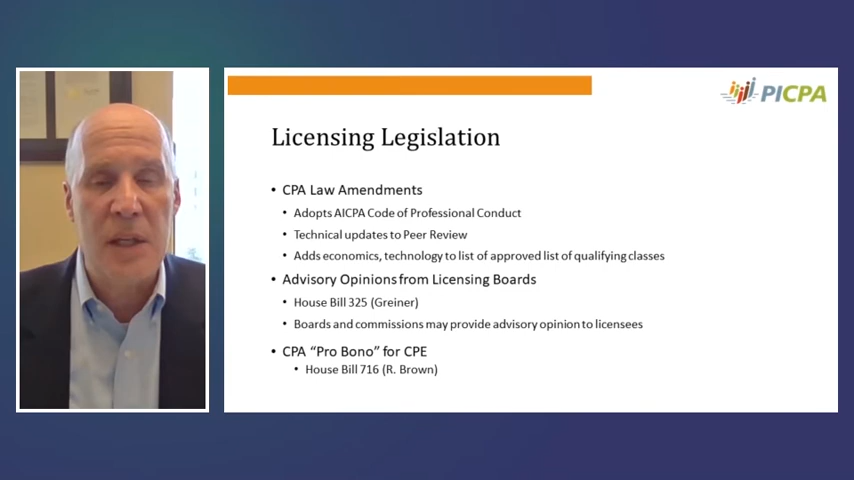 PICPA
Licensing Legislation
• CPA Law Amendments
• Adopts AICPA Code of Professional Conduct
• Technical updates to Peer Review
• Adds economics, technology to list of approved list of qualifying classes
• Advisory Opinions from Licensing Boards
• House Bill 325 (Greiner)
• Boards and commissions may provide advisory opinion to licensees
• CPA “Pro Bono” for CPE
• House Bill 716 (R. Brown)